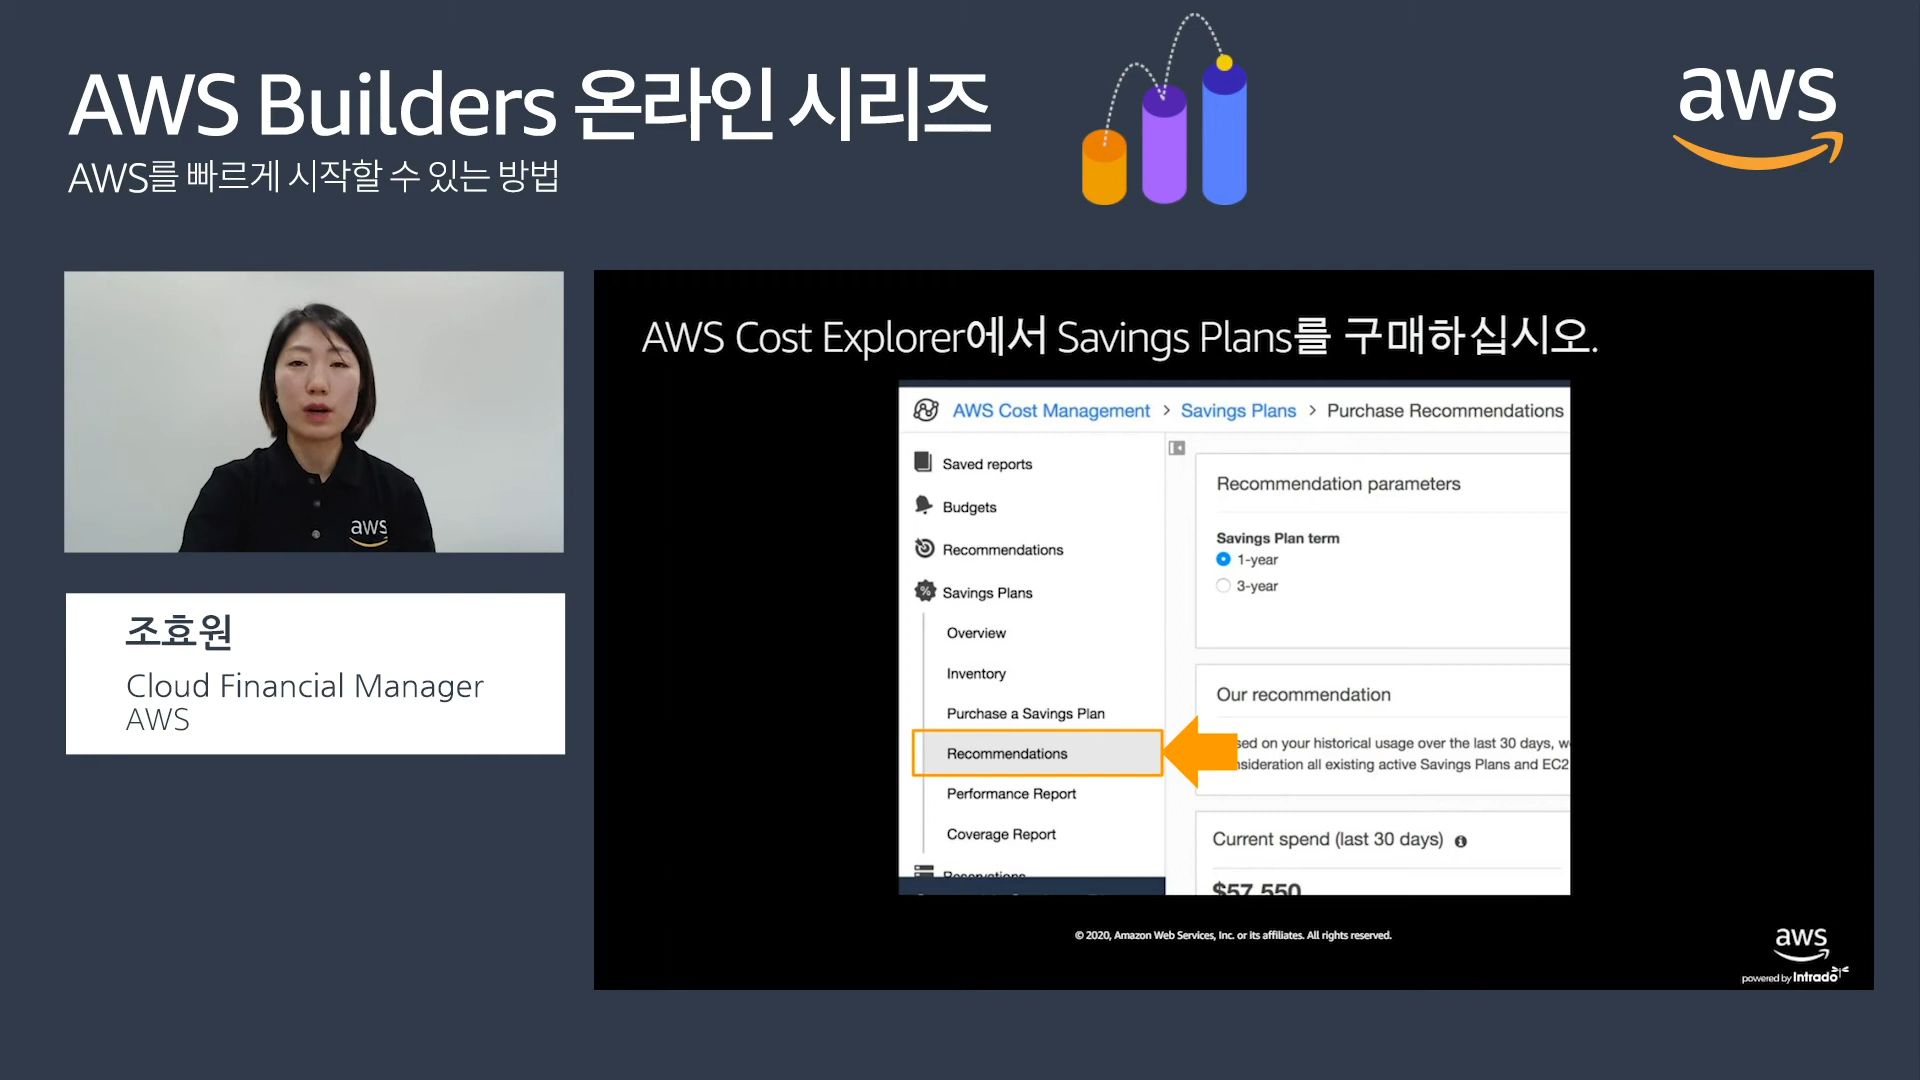 AWS Builders 온라인 시리즈
AWS를 빠르게 시작할 수 있는 방법
aws
aws
조효원
Cloud Financial Manager
AWS
AWS Cost Explorer에서 Savings Plans를 구매하십시오.
AWS Cost Management > Savings Plans > Purchase Recommendations
Saved reports
Budgets
Recommendations
Savings Plans
Overview
Inventory
Purchase a Savings Plan
Recommendations
Performance Report
Coverage Report
Reservations
Recommendation parameters
Savings Plan term
1-year
3-year
Our recommendation
sed on your historical usage over the last 30 days, we
nsideration all existing active Savings Plans and EC2
Current spend (last 30 days)
$57,550
© 2020, Amazon Web Services, Inc. or its affiliates. All rights reserved.
aws
powered by Intrado